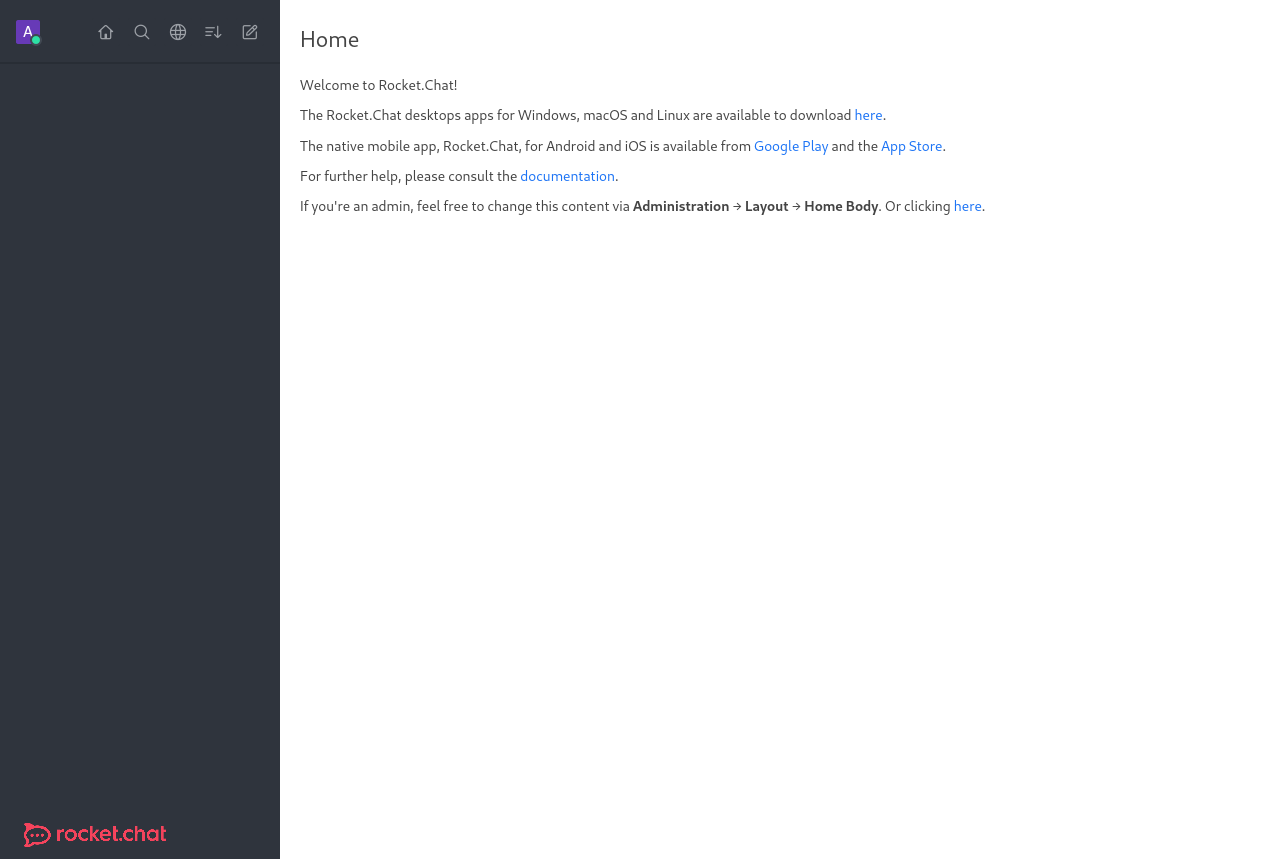 A
Home
Welcome to Rocket.Chat!
The Rocket.Chat desktops apps for Windows, macOS and Linux are available to download here.
The native mobile app, Rocket.Chat, for Android and iOS is available from Google Play and the App Store.
For further help, please consult the documentation.
If you're an admin, feel free to change this content via Administration → Layout → Home Body. Or clicking here.
rocket.chat